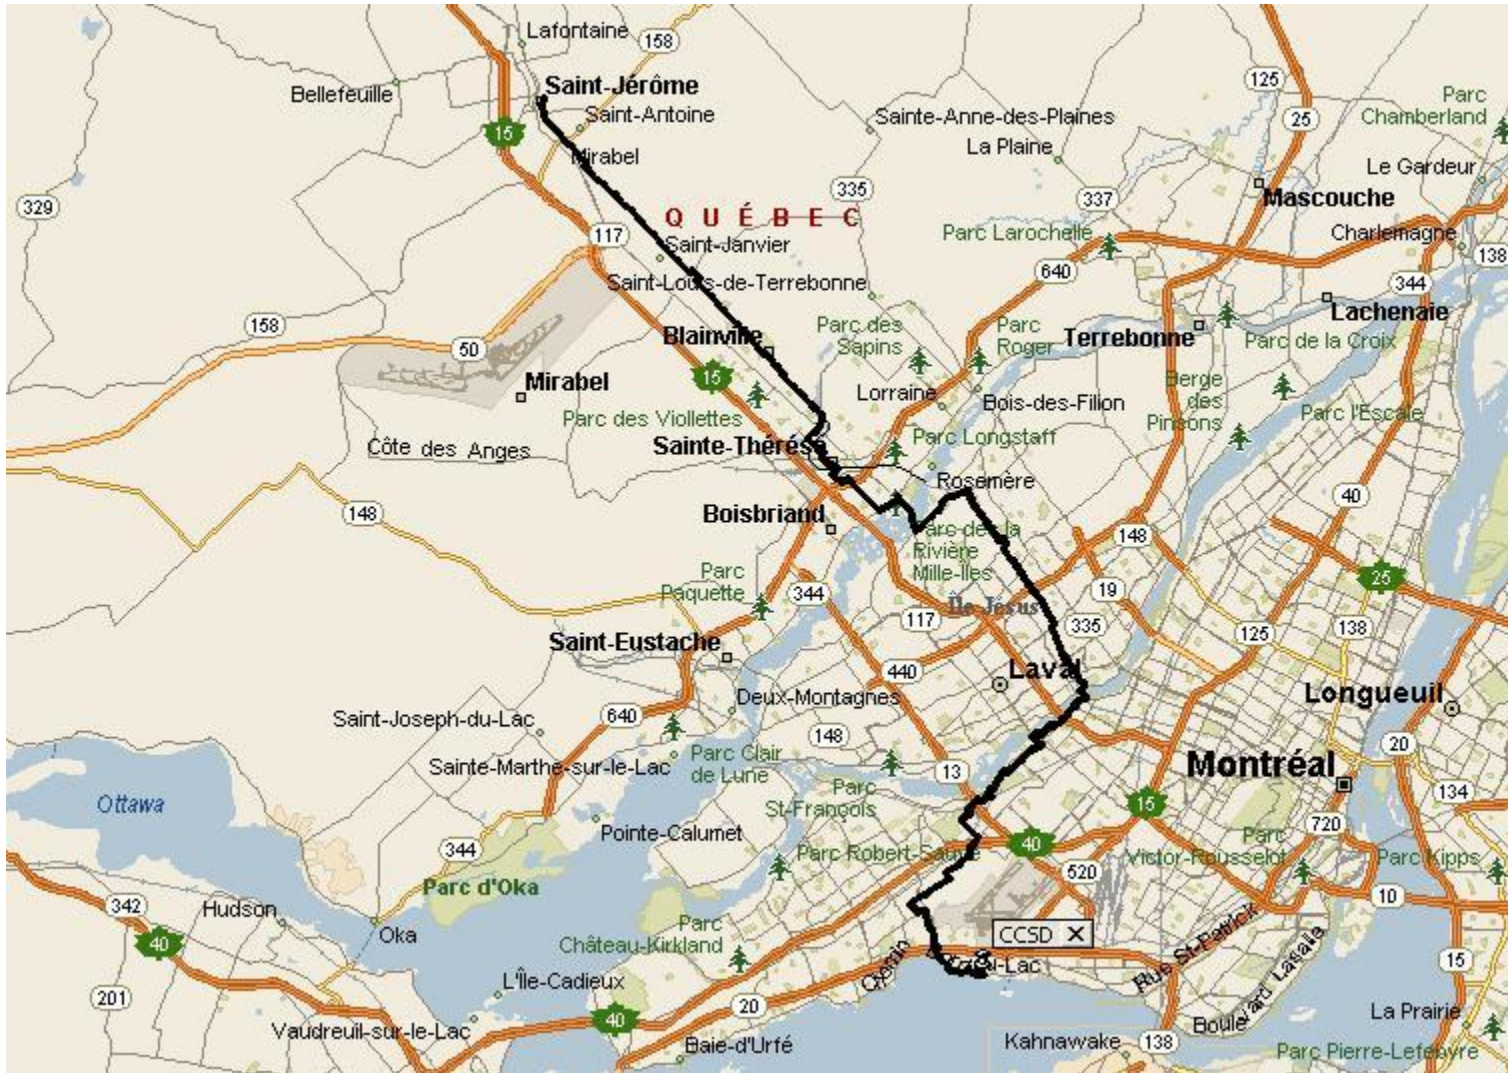 Lafontaine
158
Saint-Jérôme
Bellefeuille
Saint-Antoine
15
125
Parc
Chamberland
25
Sainte-Anne-des-Plaines
La Plaine
Mirabel
Le Gardeur
329
335
337
Mascouche
QUÉBEC
117
Saint-Janvier
Parc Larochelle
Charlemagne
138
640
344
Saint-Louis-de-Terrebonne
Lachenaie
158
50
Blainville
Parc des
Sapins
Parc
Roger
Terrebonne
Parc de la Croix
15
Mirabel
Lorraine
Bois-des-Filion
Berge
des
Pinsons
Parc l'Escale
Parc des Viollettes
Côte des Anges
Sainte-Thérése
Parc Longstaff
Rosemère
40
148
Boisbriand
Parc des la
Rivière
Mille-Iles
148
Parc
Paquette
344
25
19
Île Jésus
117
335
125
138
Saint-Eustache
440
Laval
Longueuil
Deux-Montagnes
Saint-Joseph-du-Lac
640
148
20
Sainte-Marthe-sur-le-Lac
Parc Clair
de Lune
13
Montréal
Ottawa
Parc
St-François
15
134
Pointe-Calumet
720
344
Parc Robert-Sauvé
40
Parc
Victor-Rousselot
Parc Kipps
520
Parc d'Oka
10
342
Hudson
40
Oka
Parc
Château-Kirkland
CCSD
Chemin
du-Lac
Rue St-Patrick
Boulevard Lasalle
15
L'Île-Cadieux
201
20
La Prairie
Vaudreuil-sur-le-Lac
40
Baie-d'Urfé
Kahnawake
138
Parc Pierre-Lefebvre